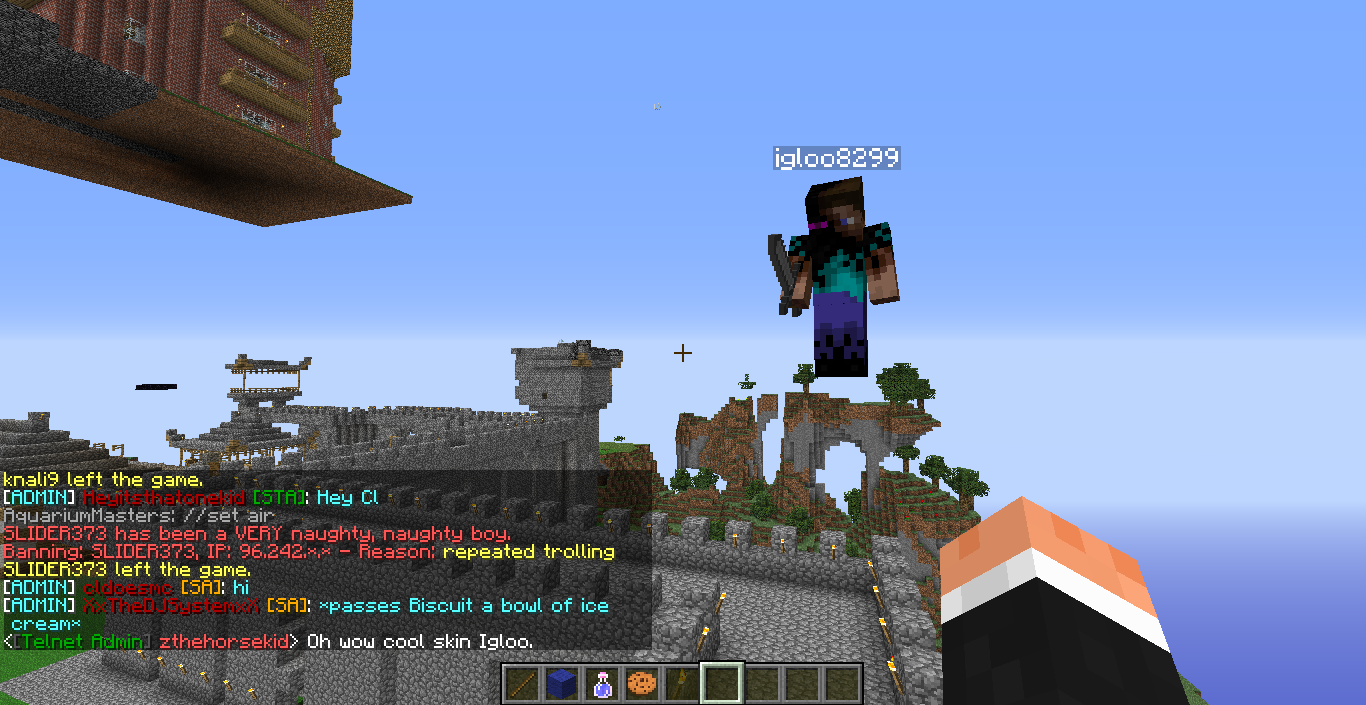 igloo8299
knali9 left the game.
[ADMIN] HeyItsthatonekid [STA]: Hey Cl
AquariumMasters: //set air
SLIDER373 has been a VERY naughty, naughty boy.
Banning: SLIDER373, IP: 96.242.*.* - Reason: repeated trolling
SLIDER373 left the game.
[ADMIN] cldoesmc [SA]: hi
[ADMIN] XxTheDJSystemxX [SA]: *passes Biscuit a bowl of ice
cream*
<[Telnet Admin] zthehorsekid> Oh wow cool skin Igloo.